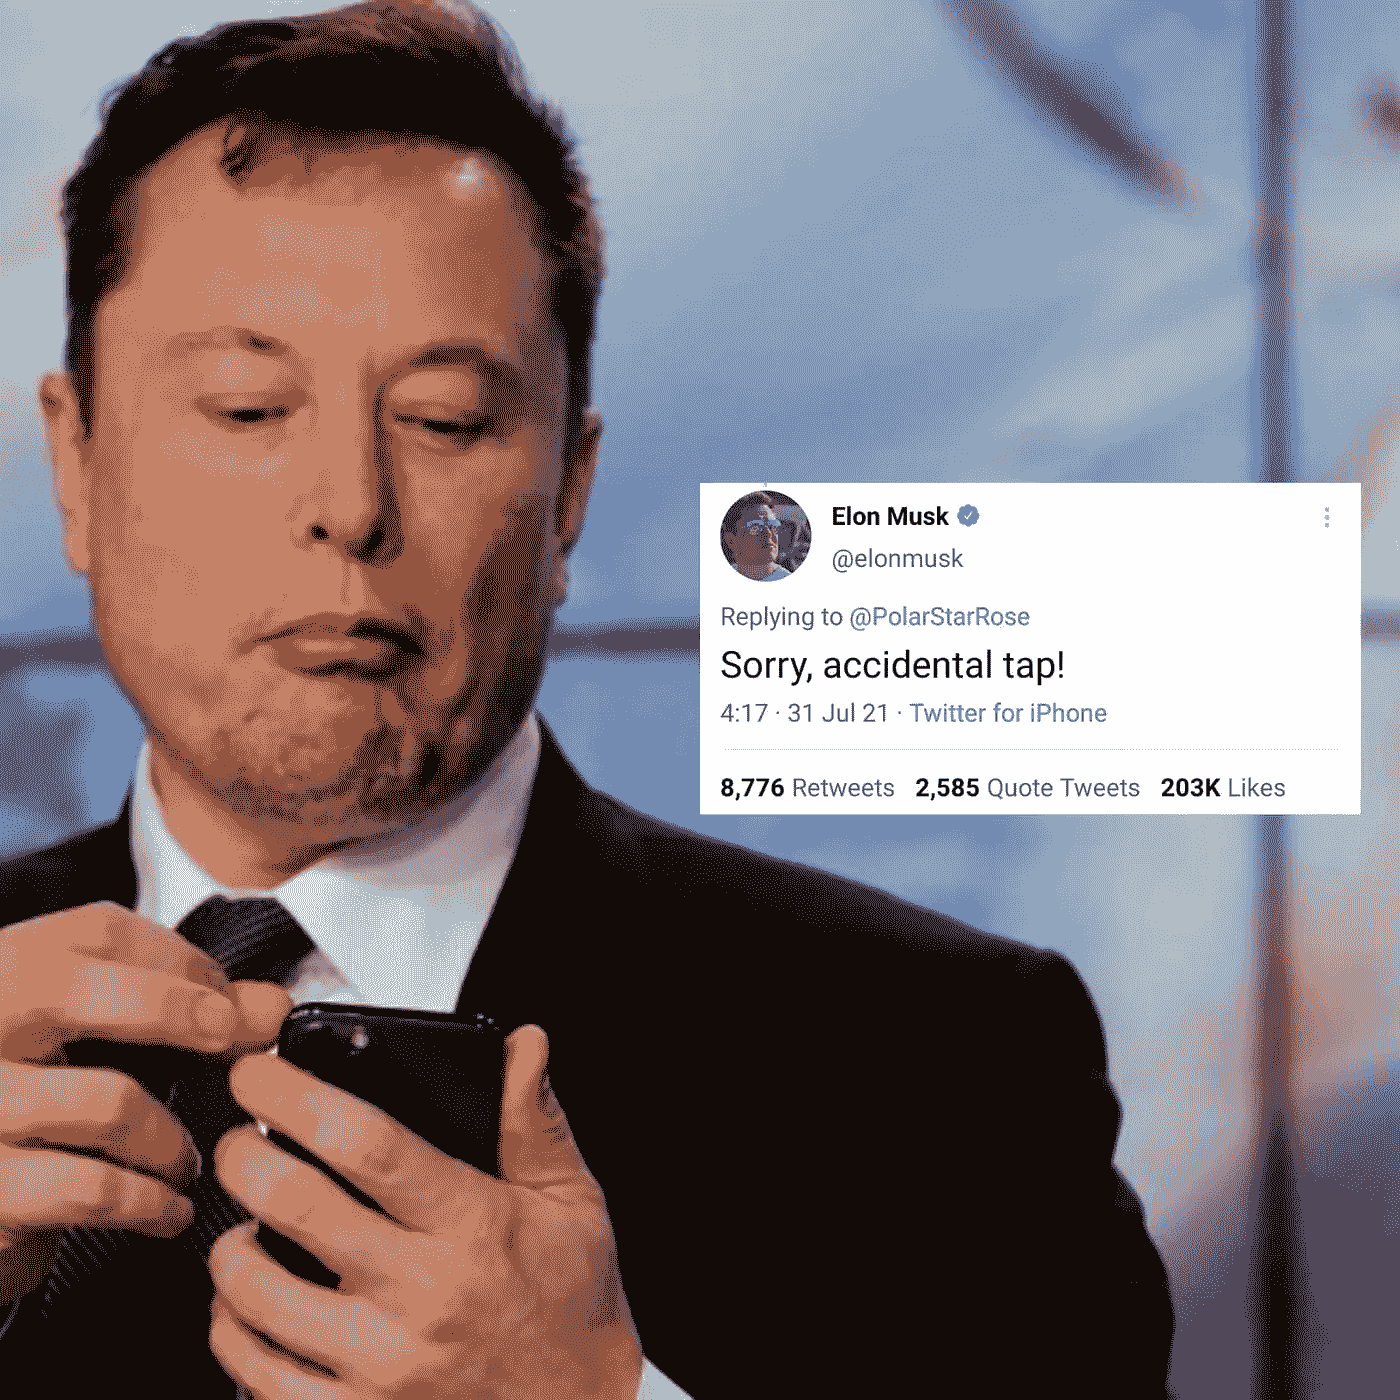 Elon Musk
@elonmusk
Replying to @PolarStarRose
Sorry, accidental tap!
4:17 · 31 Jul 21 · Twitter for iPhone
8,776 Retweets 2,585 Quote Tweets 203K Likes